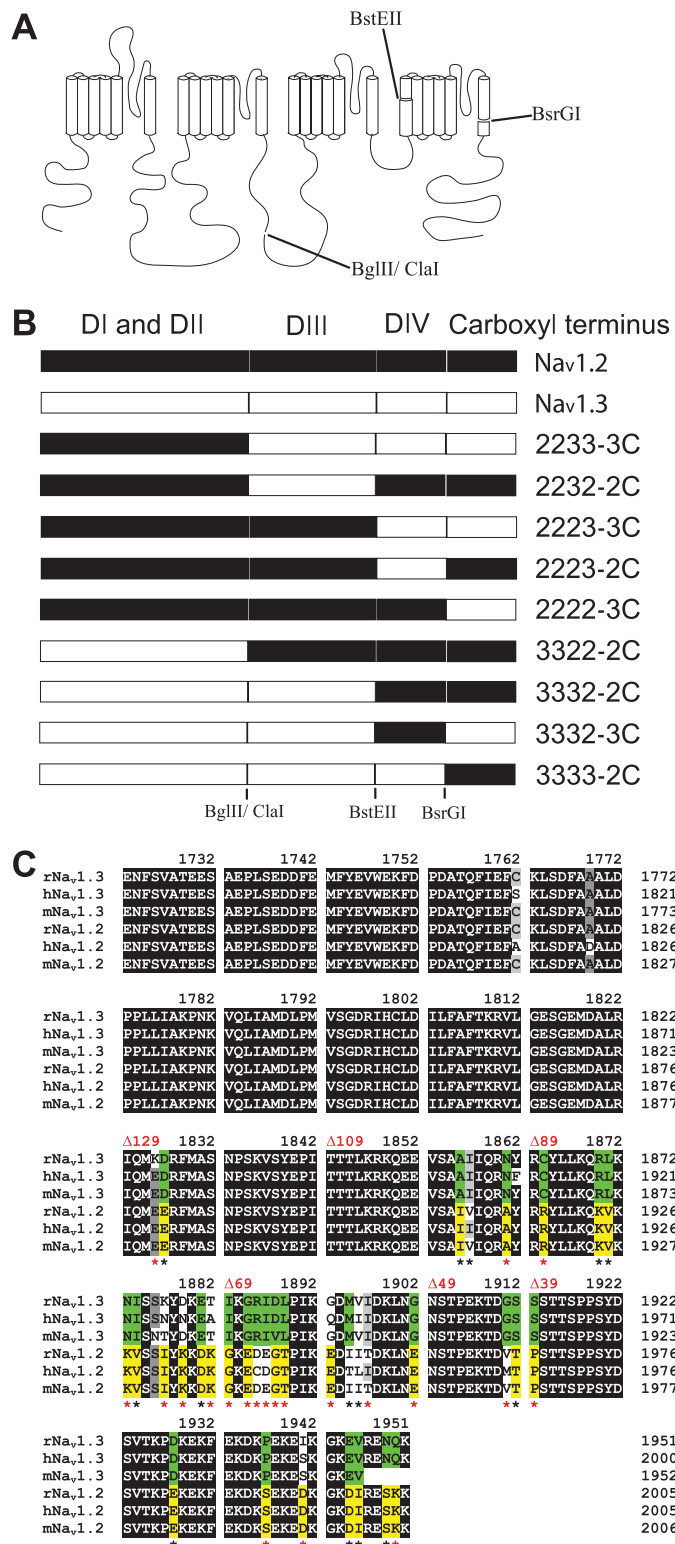 A
BstEII
BsrGI
BglII/ ClaI
B
DI and DII DIII DIV Carboxyl terminus
Nav1.2
Nav1.3
2233-3C
2232-2C
2223-3C
2223-2C
2222-3C
3322-2C
3332-2C
3332-3C
3333-2C
BglII/ ClaI BstEII BsrGI
C
1732 1742 1752 1762 1772
rNav1.3 ENFSVATEES AEPLSEDDFE MFYEVWEKFD PDATQFIEFC KLSDFAAALD 1772
hNav1.3 ENFSVATEES AEPLSEDDFE MFYEVWEKFD PDATQFIEFS KLSDFAAALD 1821
mNav1.3 ENFSVATEES AEPLSEDDFE MFYEVWEKFD PDATQFIEFC KLSDFAAALD 1773
rNav1.2 ENFSVATEES AEPLSEDDFE MFYEVWEKFD PDATQFIEFC KLSDFAAALD 1826
hNav1.2 ENFSVATEES AEPLSEDDFE MFYEVWEKFD PDATQFIEFA KLSDFADALD 1826
mNav1.2 ENFSVATEES AEPLSEDDFE MFYEVWEKFD PDATQFIEFC KLSDFAAALD 1827
1782 1792 1802 1812 1822
rNav1.3 PPLLIAKPNK VQLIAMDLPM VSGDRIHCLD ILFAFTKRVL GESGEMDALR 1822
hNav1.3 PPLLIAKPNK VQLIAMDLPM VSGDRIHCLD ILFAFTKRVL GESGEMDALR 1871
mNav1.3 PPLLIAKPNK VQLIAMDLPM VSGDRIHCLD ILFAFTKRVL GESGEMDALR 1823
rNav1.2 PPLLIAKPNK VQLIAMDLPM VSGDRIHCLD ILFAFTKRVL GESGEMDALR 1876
hNav1.2 PPLLIAKPNK VQLIAMDLPM VSGDRIHCLD ILFAFTKRVL GESGEMDALR 1876
mNav1.2 PPLLIAKPNK VQLIAMDLPM VSGDRIHCLD ILFAFTKRVL GESGEMDALR 1877
Δ129 1832 1842 Δ109 1852 1862 Δ89 1872
rNav1.3 IQMKDRFMAS NPSKVSYEPI TTTLKRKQEE VSAAIIQRNY RCYLLKQRLK 1872
hNav1.3 IQMEDRFMAS NPSKVSYEPI TTTLKRKQEE VSAAIIQRNF RCYLLKQRLK 1921
mNav1.3 IQMEDRFMAS NPSKVSYEPI TTTLKRKQEE VSAAIIQRNY RCYLLKQRLK 1873
rNav1.2 IQMEERFMAS NPSKVSYEPI TTTLKRKQEE VSAIVIQRAY RRYLLKQKVK 1926
hNav1.2 IQMEERFMAS NPSKVSYEPI TTTLKRKQEE VSAIIIQRAY RRYLLKQKVK 1926
mNav1.2 IQMEERFMAS NPSKVSYEPI TTTLKRKQEE VSAIVIQRAY RRYLLKQKVK 1927
** ** * * **
1882 Δ69 1892 1902 Δ49 1912 Δ39 1922
rNav1.3 NISSKYDKET IKGRIDLPIK GDMVIDKLNG NSTPEKTDGS SSTTSPPSYD 1922
hNav1.3 NISSNYNKEA IKGRIDLPIK QDMIIDKLNG NSTPEKTDGS SSTTSPPSYD 1971
mNav1.3 NISNTYDKET IKGRIVLPIK GDMVIDKLNG NSTPEKTDGS SSTTSPPSYD 1923
rNav1.2 KVSSIYKKDK GKEDEGTPIK EDIITDKLNE NSTPEKTDVT PSTTSPPSYD 1976
hNav1.2 KVSSIYKKDK GKECDGTPIK EDTLIDKLNE NSTPEKTDMT PSTTSPPSYD 1976
mNav1.2 KVSSIYKKDK GKEDEGTPIK EDIITDKLNE NSTPEKTDVT PSTTSPPSYD 1977
** * * ** * ***** * *** * ** *
1932 1942 1951
rNav1.3 SVTKPDKEKF EKDKPEKEIK GKEVRENQK 1951
hNav1.3 SVTKPDKEKF EKDKPEKESK GKEVRENQK 2000
mNav1.3 SVTKPDKEKF EKDKPEKESK GKEV 1952
rNav1.2 SVTKPEKEKF EKDKSEKEDK GKDIRESKK 2005
hNav1.2 SVTKPEKEKF EKDKSEKEDK GKDIRESKK 2005
mNav1.2 SVTKPEKEKF EKDKSEKEDK GKDIRESKK 2006
* * * ** **